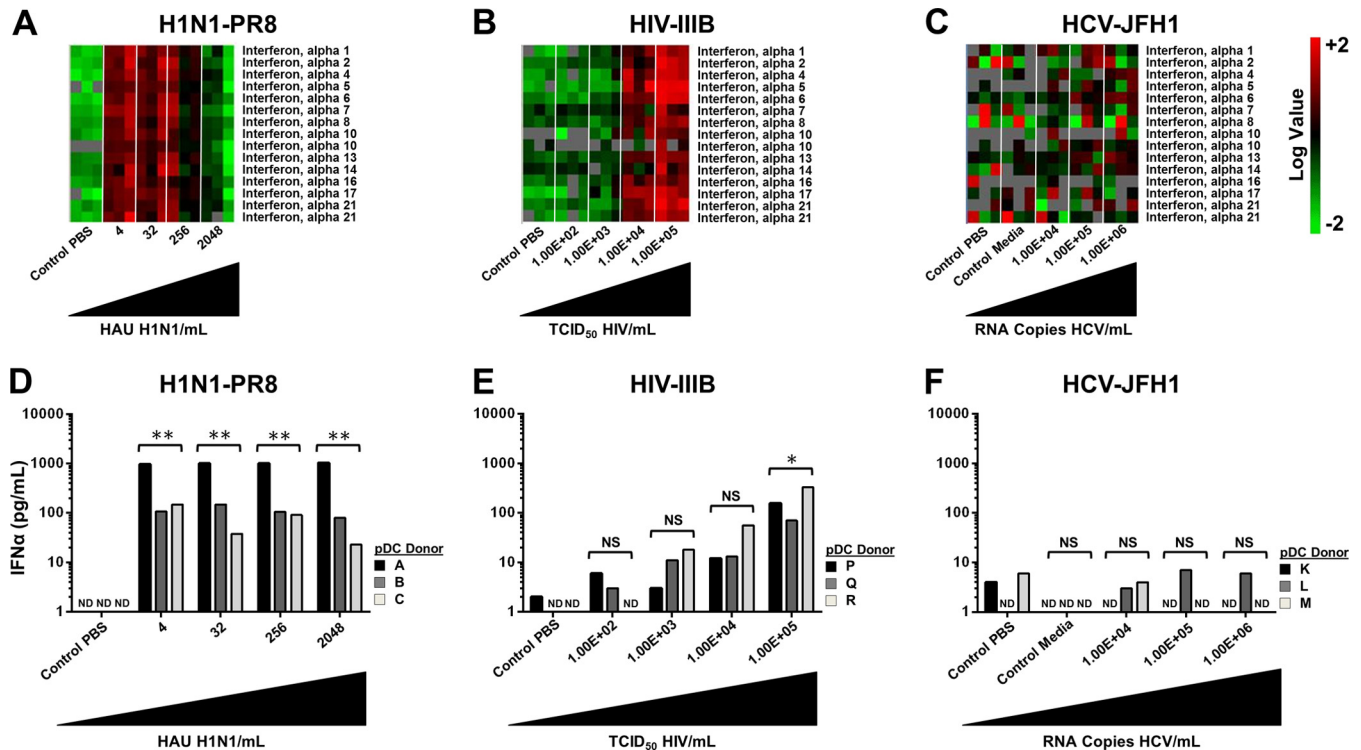 A H1N1-PR8
Interferon, alpha 1
Interferon, alpha 2
Interferon, alpha 4
Interferon, alpha 5
Interferon, alpha 6
Interferon, alpha 7
Interferon, alpha 8
Interferon, alpha 10
Interferon, alpha 10
Interferon, alpha 13
Interferon, alpha 14
Interferon, alpha 16
Interferon, alpha 17
Interferon, alpha 21
Interferon, alpha 21
Control PBS 4 32 256 2048
HAU H1N1/mL
B HIV-IIIB
Interferon, alpha 1
Interferon, alpha 2
Interferon, alpha 4
Interferon, alpha 5
Interferon, alpha 6
Interferon, alpha 7
Interferon, alpha 8
Interferon, alpha 10
Interferon, alpha 10
Interferon, alpha 13
Interferon, alpha 14
Interferon, alpha 16
Interferon, alpha 17
Interferon, alpha 21
Interferon, alpha 21
Control PBS 1.00E+02 1.00E+03 1.00E+04 1.00E+05
TCID50 HIV/mL
C HCV-JFH1
Interferon, alpha 1
Interferon, alpha 2
Interferon, alpha 4
Interferon, alpha 5
Interferon, alpha 6
Interferon, alpha 7
Interferon, alpha 8
Interferon, alpha 10
Interferon, alpha 10
Interferon, alpha 13
Interferon, alpha 14
Interferon, alpha 16
Interferon, alpha 17
Interferon, alpha 21
Interferon, alpha 21
Control PBS Control Media 1.00E+04 1.00E+05 1.00E+06
RNA Copies HCV/mL
+2
Log Value
-2
D H1N1-PR8
IFNα (pg/mL)
10000
1000
100
10
1
** ** ** **
ND ND ND
pDC Donor
A
B
C
Control PBS 4 32 256 2048
HAU H1N1/mL
E HIV-IIIB
10000
1000
100
10
1
NS NS NS *
ND ND ND
pDC Donor
P
Q
R
Control PBS 1.00E+02 1.00E+03 1.00E+04 1.00E+05
TCID50 HIV/mL
F HCV-JFH1
10000
1000
100
10
1
NS NS NS NS
ND ND ND ND ND ND ND ND ND
pDC Donor
K
L
M
Control PBS Control Media 1.00E+04 1.00E+05 1.00E+06
RNA Copies HCV/mL